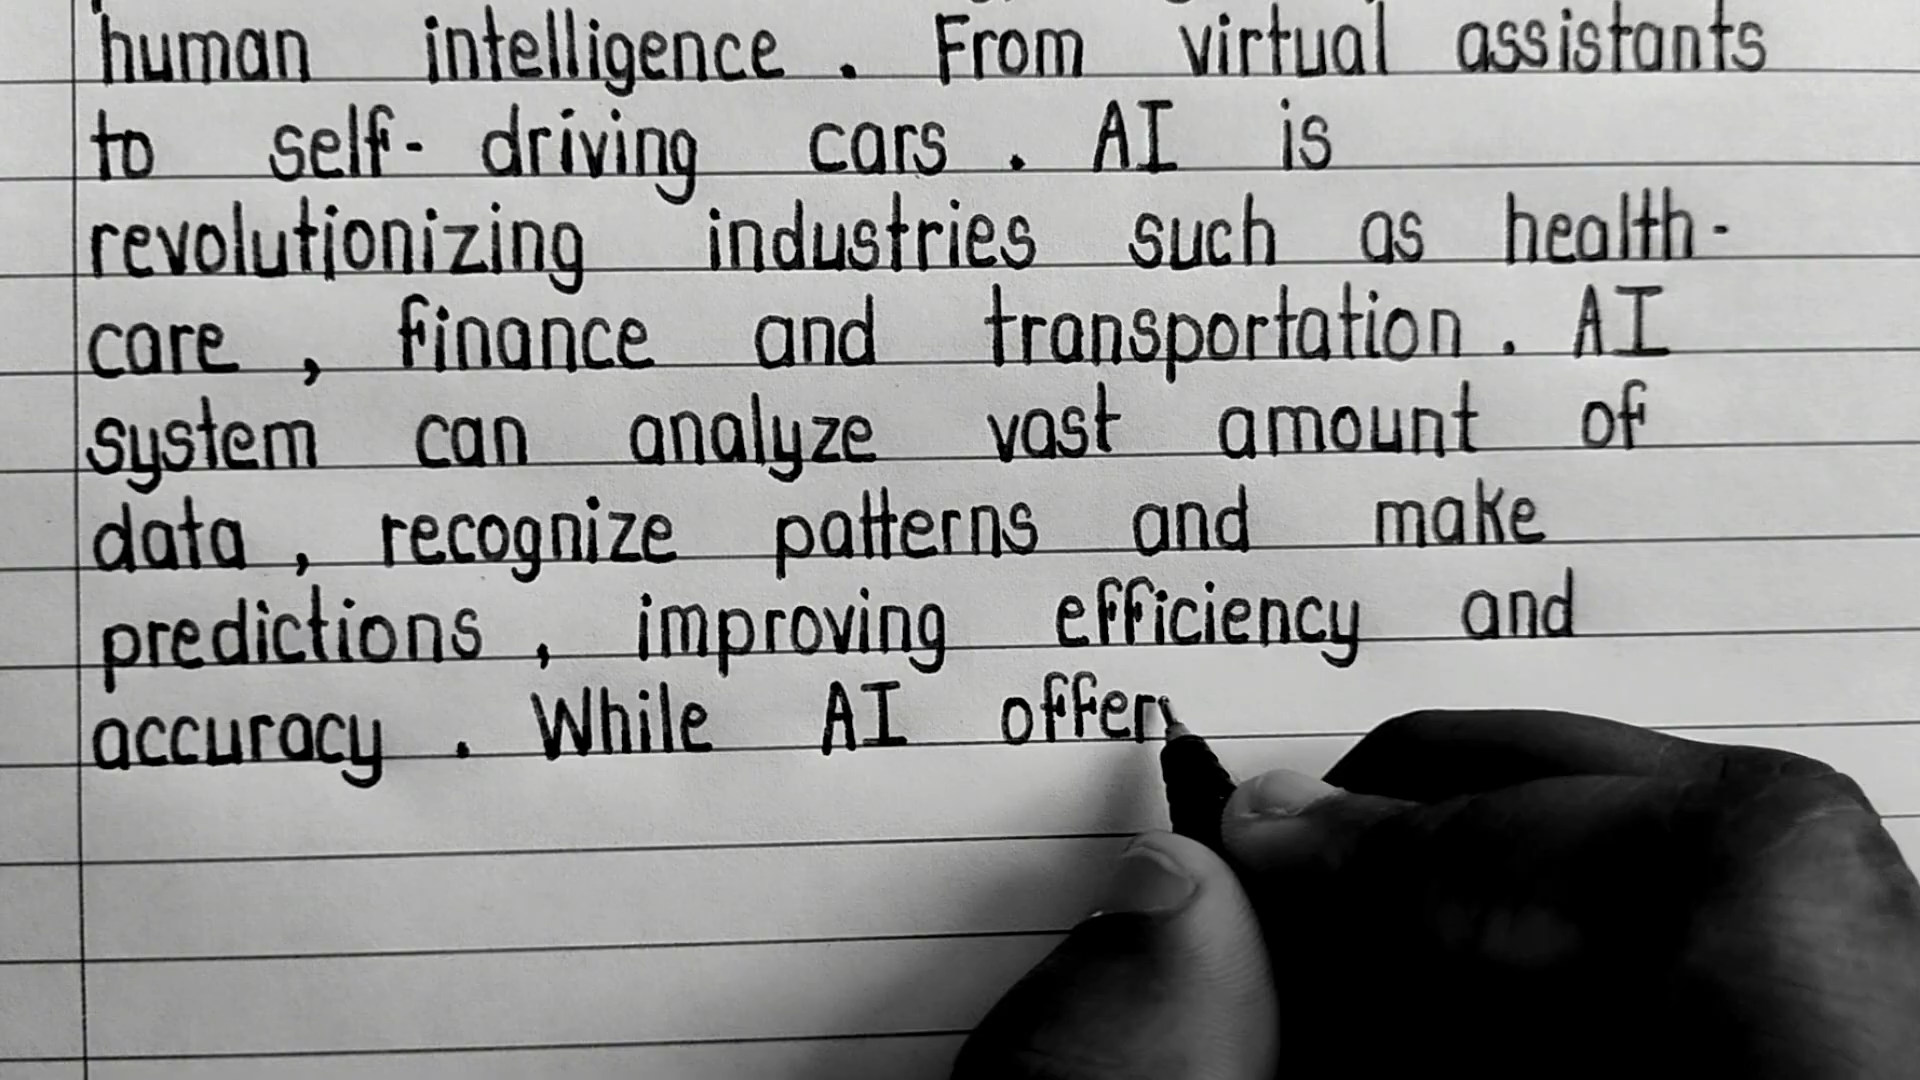 human intelligence . From virtual assistants
to self- driving cars . AI is
revolutionizing industries such as health-
care , finance and transportation . AI
system can analyze vast amount of
data , recognize patterns and make
predictions , improving efficiency and
accuracy . While AI offer